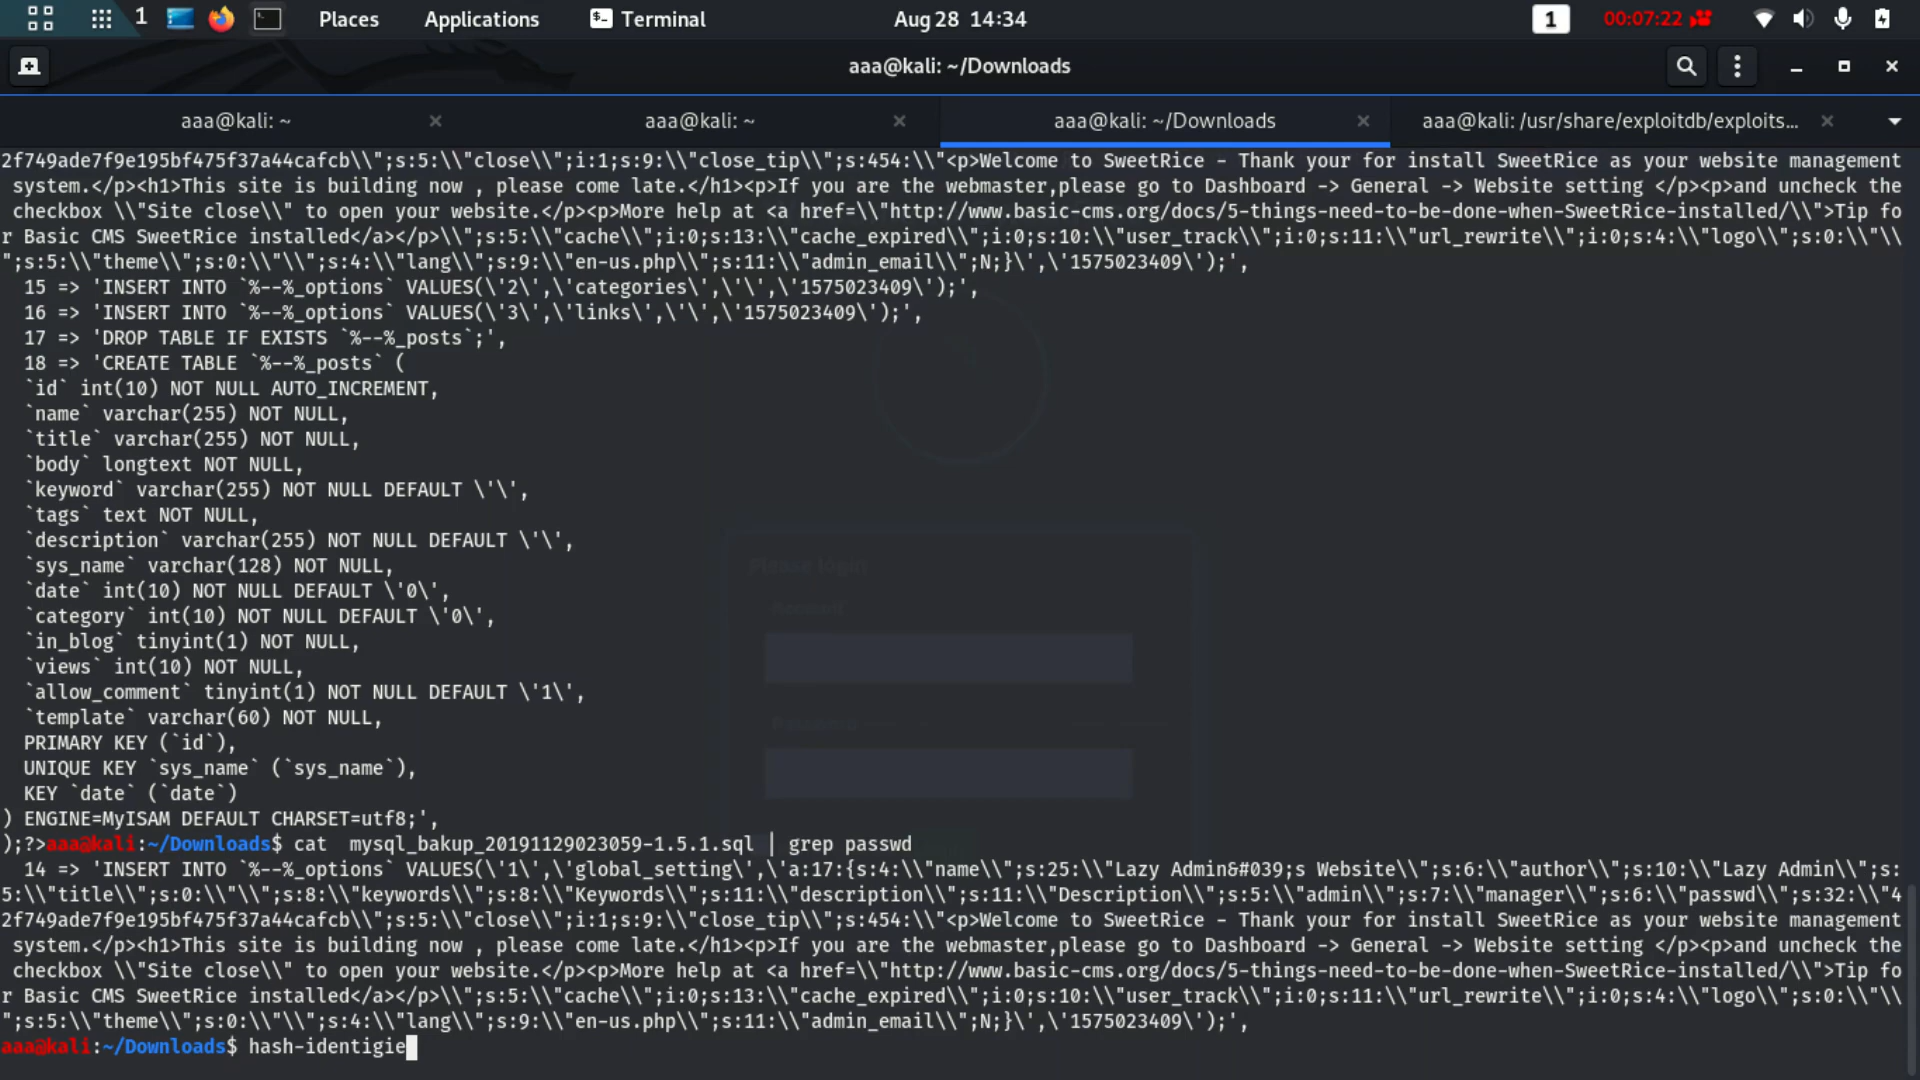 1 Places Applications Terminal Aug 28 14:34 1 00:07:22
aaa@kali: ~/Downloads
aaa@kali: ~ aaa@kali: ~ aaa@kali: ~/Downloads aaa@kali: /usr/share/exploitdb/exploits...
2f749ade7f9e195bf475f37a44cafcb\\";s:5:\\"close\\";i:1;s:9:\\"close_tip\\";s:454:\\"<p>Welcome to SweetRice - Thank your for install SweetRice as your website management
system.</p><h1>This site is building now , please come late.</h1><p>If you are the webmaster,please go to Dashboard -> General -> Website setting </p><p>and uncheck the
checkbox \\"Site close\\" to open your website.</p><p>More help at <a href=\\"http://www.basic-cms.org/docs/5-things-need-to-be-done-when-SweetRice-installed/\\">Tip fo
r Basic CMS SweetRice installed</a></p>\\";s:5:\\"cache\\";i:0;s:13:\\"cache_expired\\";i:0;s:10:\\"user_track\\";i:0;s:11:\\"url_rewrite\\";i:0;s:4:\\"logo\\";s:0:\\"\\
";s:5:\\"theme\\";s:0:\\"\\";s:4:\\"lang\\";s:9:\\"en-us.php\\";s:11:\\"admin_email\\";N;}\',\'1575023409\');',
15 => 'INSERT INTO `%--%_options` VALUES(\'2\',\'categories\',\'\',\'1575023409\');',
16 => 'INSERT INTO `%--%_options` VALUES(\'3\',\'links\',\'\',\'1575023409\');',
17 => 'DROP TABLE IF EXISTS `%--%_posts`;',
18 => 'CREATE TABLE `%--%_posts` (
`id` int(10) NOT NULL AUTO_INCREMENT,
`name` varchar(255) NOT NULL,
`title` varchar(255) NOT NULL,
`body` longtext NOT NULL,
`keyword` varchar(255) NOT NULL DEFAULT \'\',
`tags` text NOT NULL,
`description` varchar(255) NOT NULL DEFAULT \'\',
`sys_name` varchar(128) NOT NULL,
`date` int(10) NOT NULL DEFAULT \'0\',
`category` int(10) NOT NULL DEFAULT \'0\',
`in_blog` tinyint(1) NOT NULL,
`views` int(10) NOT NULL,
`allow_comment` tinyint(1) NOT NULL DEFAULT \'1\',
`template` varchar(60) NOT NULL,
PRIMARY KEY (`id`),
UNIQUE KEY `sys_name` (`sys_name`),
KEY `date` (`date`)
) ENGINE=MyISAM DEFAULT CHARSET=utf8;',
);?>aaa@kali:~/Downloads$ cat  mysql_bakup_20191129023059-1.5.1.sql | grep passwd
14 => 'INSERT INTO `%--%_options` VALUES(\'1\',\'global_setting\',\'a:17:{s:4:\\"name\\";s:25:\\"Lazy Admin&#039;s Website\\";s:6:\\"author\\";s:10:\\"Lazy Admin\\";s:
5:\\"title\\";s:0:\\"\\";s:8:\\"keywords\\";s:8:\\"Keywords\\";s:11:\\"description\\";s:11:\\"Description\\";s:5:\\"admin\\";s:7:\\"manager\\";s:6:\\"passwd\\";s:32:\\"4
2f749ade7f9e195bf475f37a44cafcb\\";s:5:\\"close\\";i:1;s:9:\\"close_tip\\";s:454:\\"<p>Welcome to SweetRice - Thank your for install SweetRice as your website management
system.</p><h1>This site is building now , please come late.</h1><p>If you are the webmaster,please go to Dashboard -> General -> Website setting </p><p>and uncheck the
checkbox \\"Site close\\" to open your website.</p><p>More help at <a href=\\"http://www.basic-cms.org/docs/5-things-need-to-be-done-when-SweetRice-installed/\\">Tip fo
r Basic CMS SweetRice installed</a></p>\\";s:5:\\"cache\\";i:0;s:13:\\"cache_expired\\";i:0;s:10:\\"user_track\\";i:0;s:11:\\"url_rewrite\\";i:0;s:4:\\"logo\\";s:0:\\"\\
";s:5:\\"theme\\";s:0:\\"\\";s:4:\\"lang\\";s:9:\\"en-us.php\\";s:11:\\"admin_email\\";N;}\',\'1575023409\');',
aaa@kali:~/Downloads$ hash-identigie